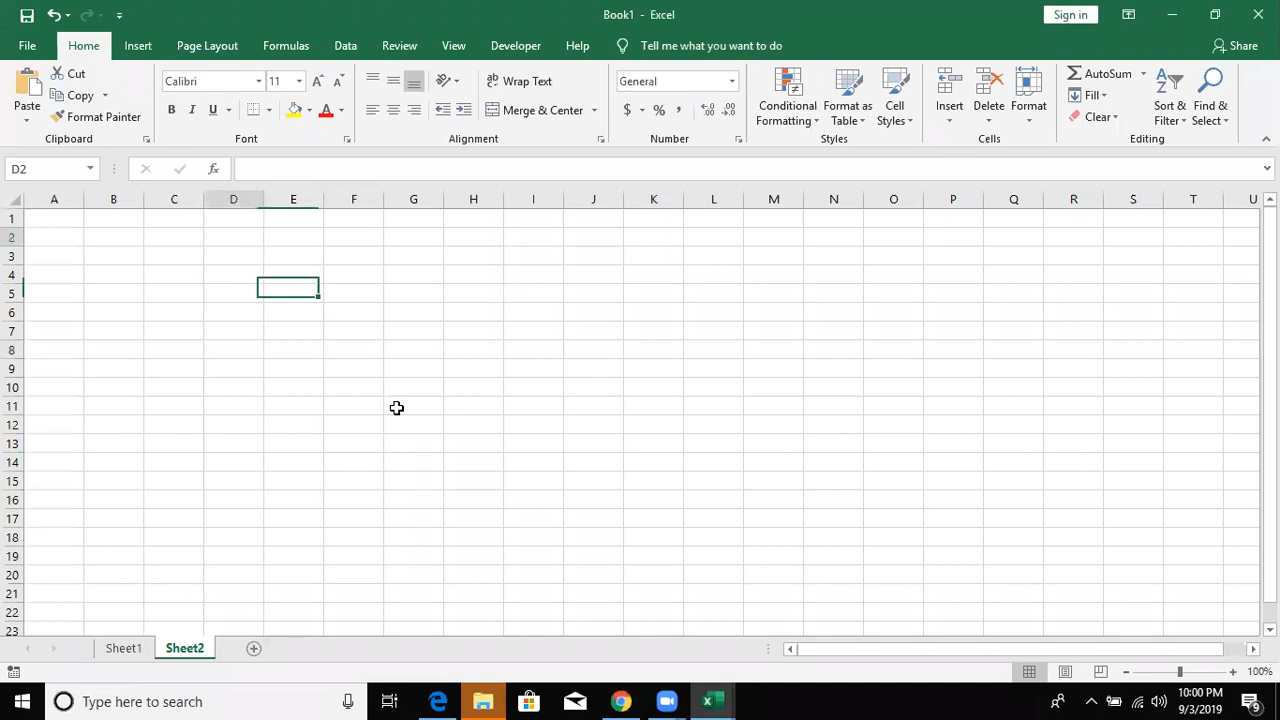 Book1 - Excel
Sign in
File Home Insert Page Layout Formulas Data Review View Developer Help Tell me what you want to do Share
Paste
Cut
Copy
Format Painter
Clipboard
Calibri 11
B I U
Font
Wrap Text
Merge & Center
Alignment
General
$ % ,
Number
Conditional Formatting
Format as Table
Cell Styles
Styles
Insert Delete Format
Cells
AutoSum
Fill
Clear
Sort & Filter
Find & Select
Editing
D2 fx
A B C D E F G H I J K L M N O P Q R S T U
1
2
3
4
5
6
7
8
9
10
11
12
13
14
15
16
17
18
19
20
21
22
23
Sheet1 Sheet2
100%
Type here to search
10:00 PM
9/3/2019
9